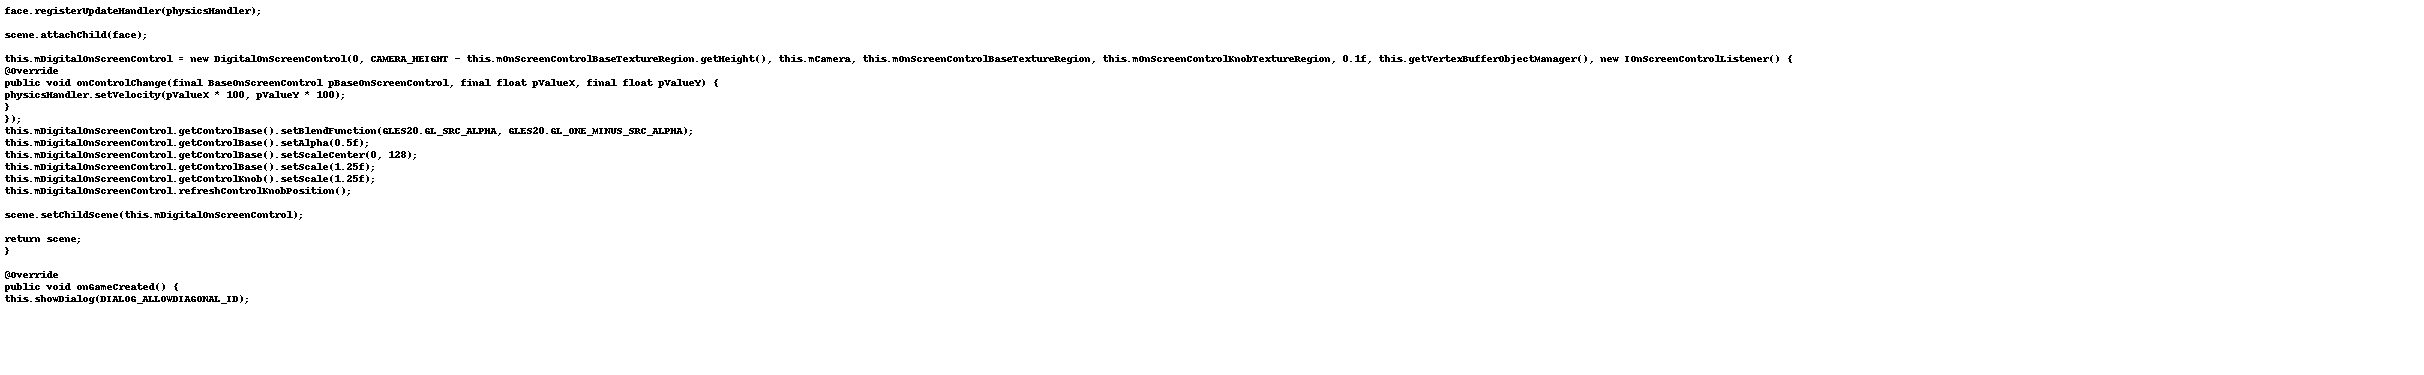 face.registerUpdateHandler(physicsHandler);
scene.attachChild(face);
this.mDigitalOnScreenControl = new DigitalOnScreenControl(0, CAMERA_HEIGHT - this.mOnScreenControlBaseTextureRegion.getHeight(), this.mCamera, this.mOnScreenControlBaseTextureRegion, this.mOnScreenControlKnobTextureRegion, 0.1f, this.getVertexBufferObjectManager(), new IOnScreenControlListener() {
@Override
public void onControlChange(final BaseOnScreenControl pBaseOnScreenControl, final float pValueX, final float pValueY) {
physicsHandler.setVelocity(pValueX * 100, pValueY * 100);
}
});
this.mDigitalOnScreenControl.getControlBase().setBlendFunction(GLES20.GL_SRC_ALPHA, GLES20.GL_ONE_MINUS_SRC_ALPHA);
this.mDigitalOnScreenControl.getControlBase().setAlpha(0.5f);
this.mDigitalOnScreenControl.getControlBase().setScaleCenter(0, 128);
this.mDigitalOnScreenControl.getControlBase().setScale(1.25f);
this.mDigitalOnScreenControl.getControlKnob().setScale(1.25f);
this.mDigitalOnScreenControl.refreshControlKnobPosition();
scene.setChildScene(this.mDigitalOnScreenControl);
return scene;
}
@Override
public void onGameCreated() {
this.showDialog(DIALOG_ALLOWDIAGONAL_ID);